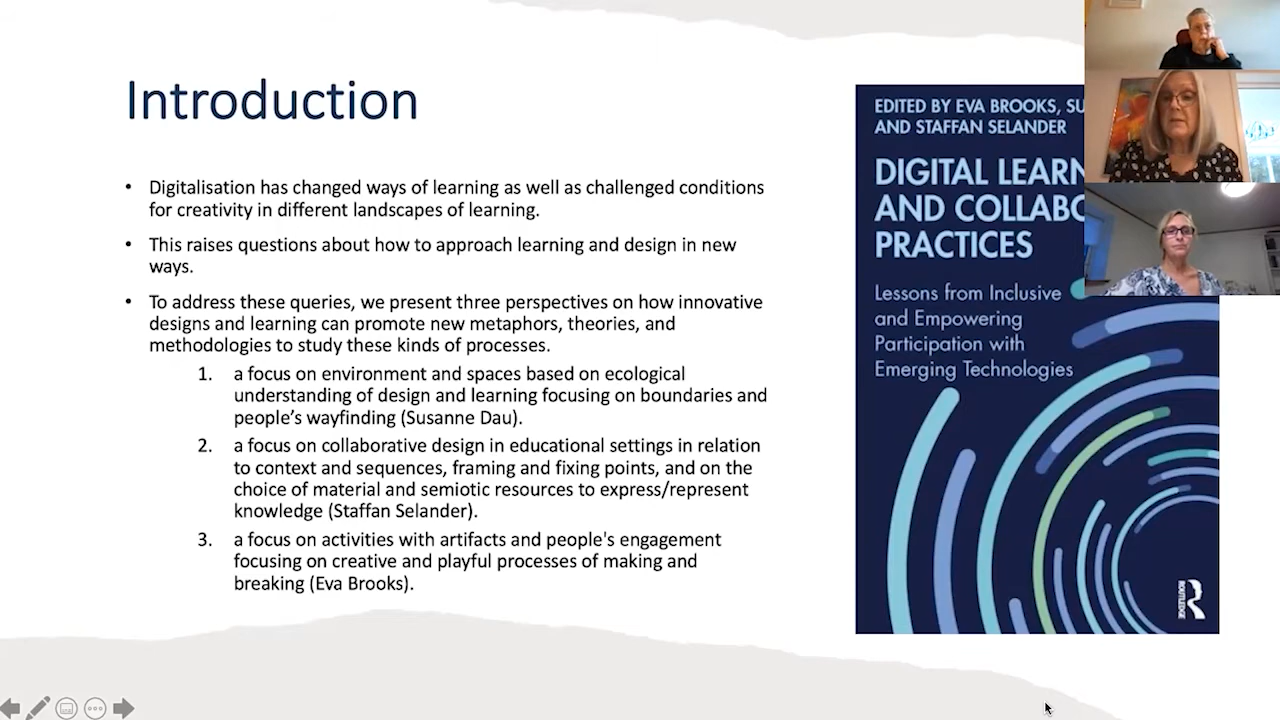 Introduction
• Digitalisation has changed ways of learning as well as challenged conditions
for creativity in different landscapes of learning.
• This raises questions about how to approach learning and design in new
ways.
• To address these queries, we present three perspectives on how innovative
designs and learning can promote new metaphors, theories, and
methodologies to study these kinds of processes.
1. a focus on environment and spaces based on ecological
understanding of design and learning focusing on boundaries and
people’s wayfinding (Susanne Dau).
2. a focus on collaborative design in educational settings in relation
to context and sequences, framing and fixing points, and on the
choice of material and semiotic resources to express/represent
knowledge (Staffan Selander).
3. a focus on activities with artifacts and people's engagement
focusing on creative and playful processes of making and
breaking (Eva Brooks).
EDITED BY EVA BROOKS, SU
AND STAFFAN SELANDER
DIGITAL LEARN
AND COLLABO
PRACTICES
Lessons from Inclusive
and Empowering
Participation with
Emerging Technologies
ROUTLEDGE